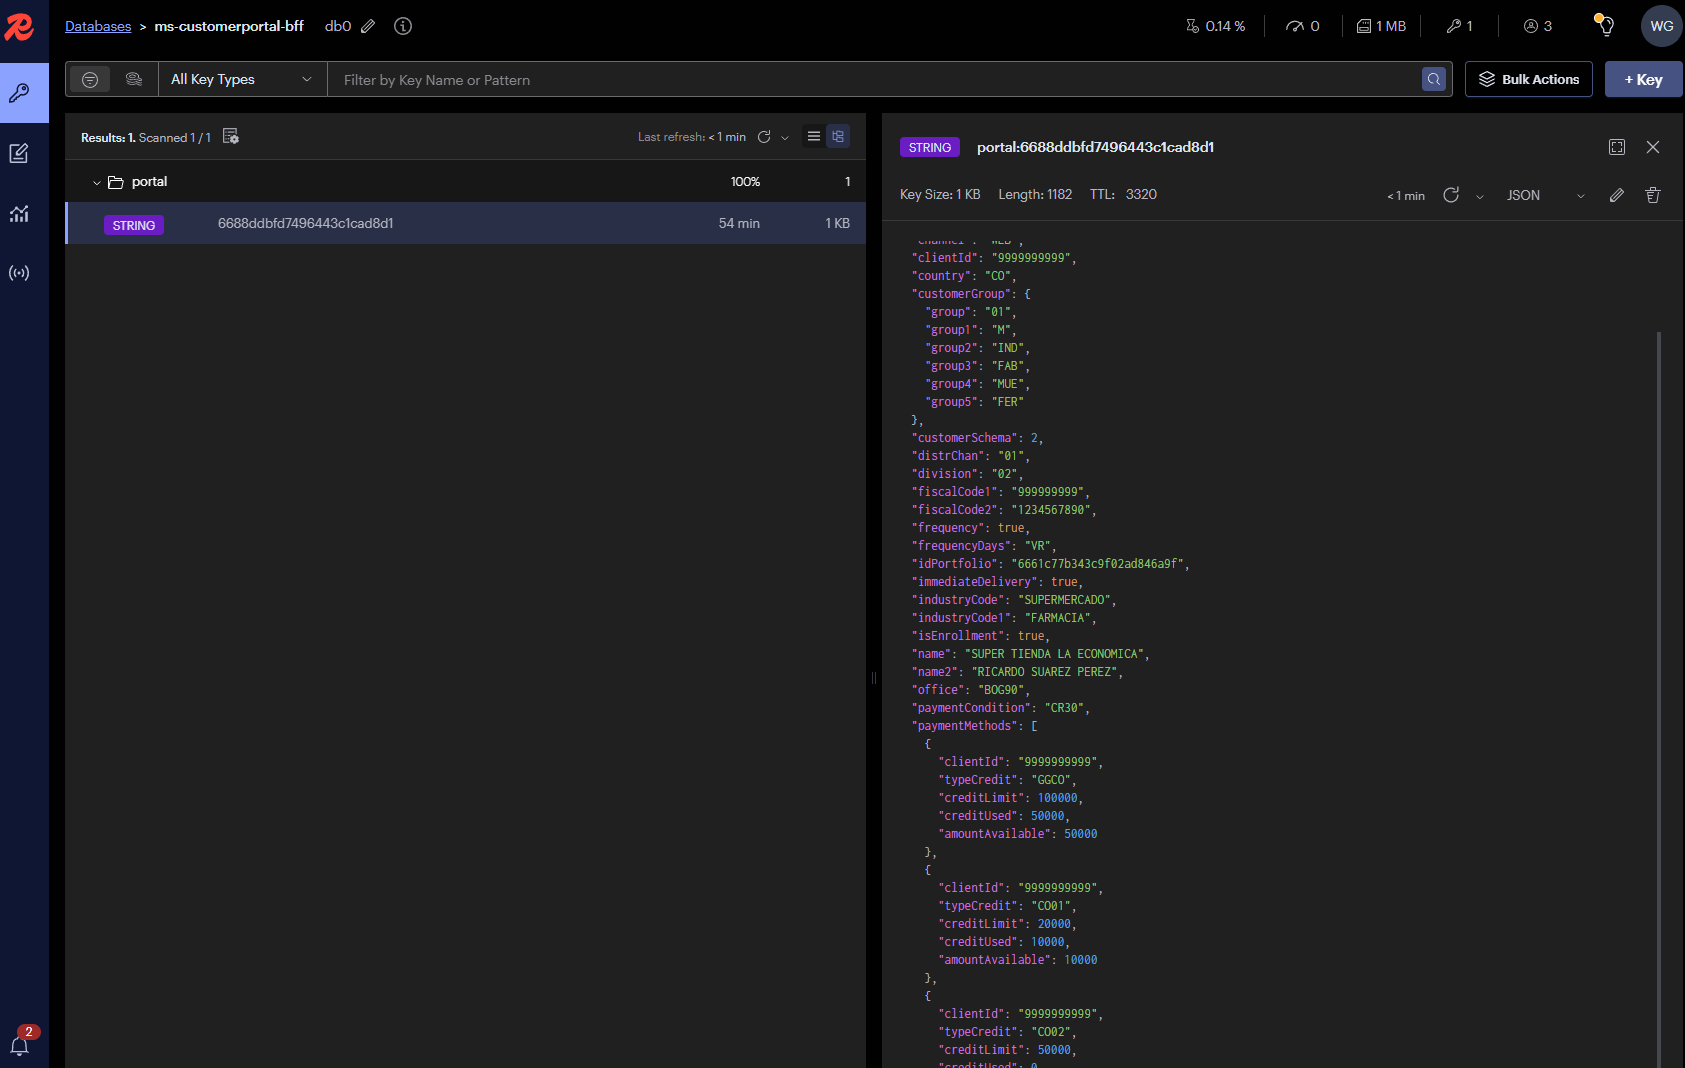 Databases > ms-customerportal-bff db0
0.14 % 0 1 MB 1 3 WG
All Key Types Filter by Key Name or Pattern Bulk Actions + Key
Results: 1. Scanned 1 / 1 Last refresh: < 1 min
portal 100% 1
STRING 6688ddbfd7496443c1cad8d1 54 min 1 KB
2
STRING portal:6688ddbfd7496443c1cad8d1
Key Size: 1 KB Length: 1182 TTL: 3320 < 1 min JSON
"channel": "WEB",
"clientId": "9999999999",
"country": "CO",
"customerGroup": {
"group": "01",
"group1": "M",
"group2": "IND",
"group3": "FAB",
"group4": "MUE",
"group5": "FER"
},
"customerSchema": 2,
"distrChan": "01",
"division": "02",
"fiscalCode1": "999999999",
"fiscalCode2": "1234567890",
"frequency": true,
"frequencyDays": "VR",
"idPortfolio": "6661c77b343c9f02ad846a9f",
"immediateDelivery": true,
"industryCode": "SUPERMERCADO",
"industryCode1": "FARMACIA",
"isEnrollment": true,
"name": "SUPER TIENDA LA ECONOMICA",
"name2": "RICARDO SUAREZ PEREZ",
"office": "BOG90",
"paymentCondition": "CR30",
"paymentMethods": [
{
"clientId": "9999999999",
"typeCredit": "GGCO",
"creditLimit": 100000,
"creditUsed": 50000,
"amountAvailable": 50000
},
{
"clientId": "9999999999",
"typeCredit": "CO01",
"creditLimit": 20000,
"creditUsed": 10000,
"amountAvailable": 10000
},
{
"clientId": "9999999999",
"typeCredit": "CO02",
"creditLimit": 50000,
"creditUsed": 0